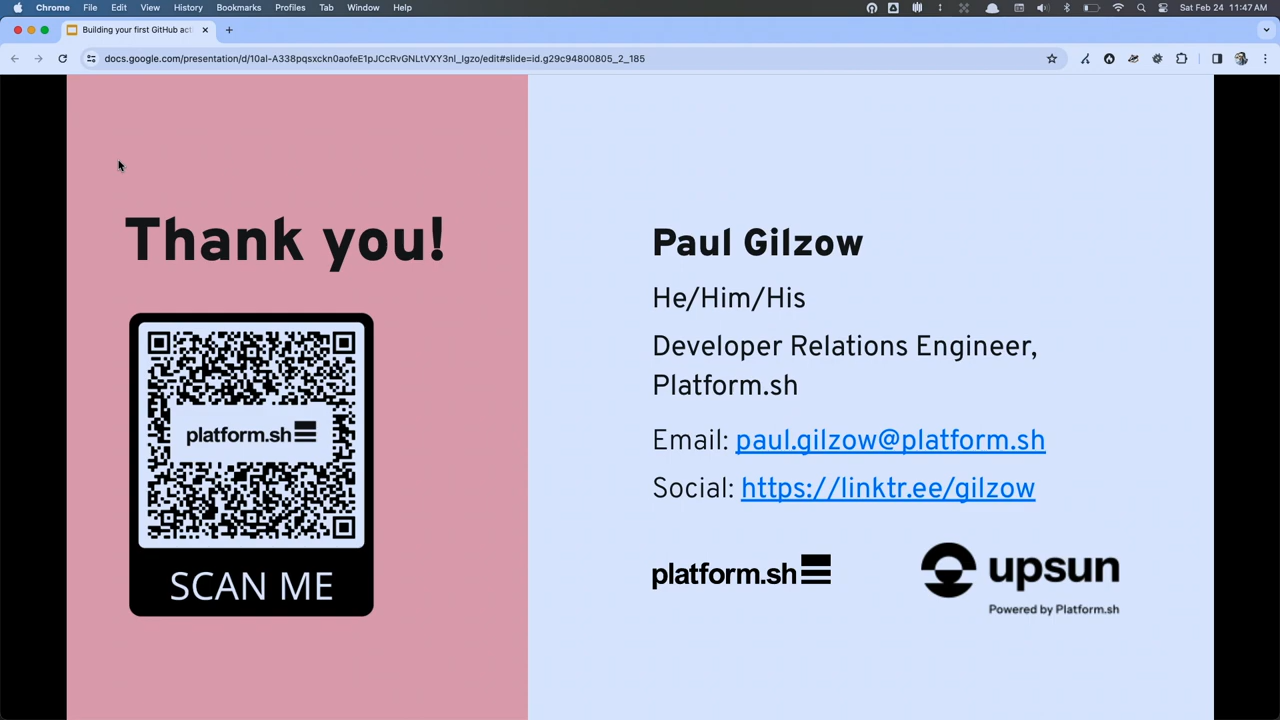 Chrome File Edit View History Bookmarks Profiles Tab Window Help
Sat Feb 24 11:47 AM
Building your first GitHub act
docs.google.com/presentation/d/10al-A338pqsxckn0aofeE1pJCcRvGNLtVXY3nl_Igzo/edit#slide=id.g29c94800805_2_185
Thank you!
platform.sh
SCAN ME
Paul Gilzow
He/Him/His
Developer Relations Engineer,
Platform.sh
Email: paul.gilzow@platform.sh
Social: https://linktr.ee/gilzow
platform.sh
upsun
Powered by Platform.sh